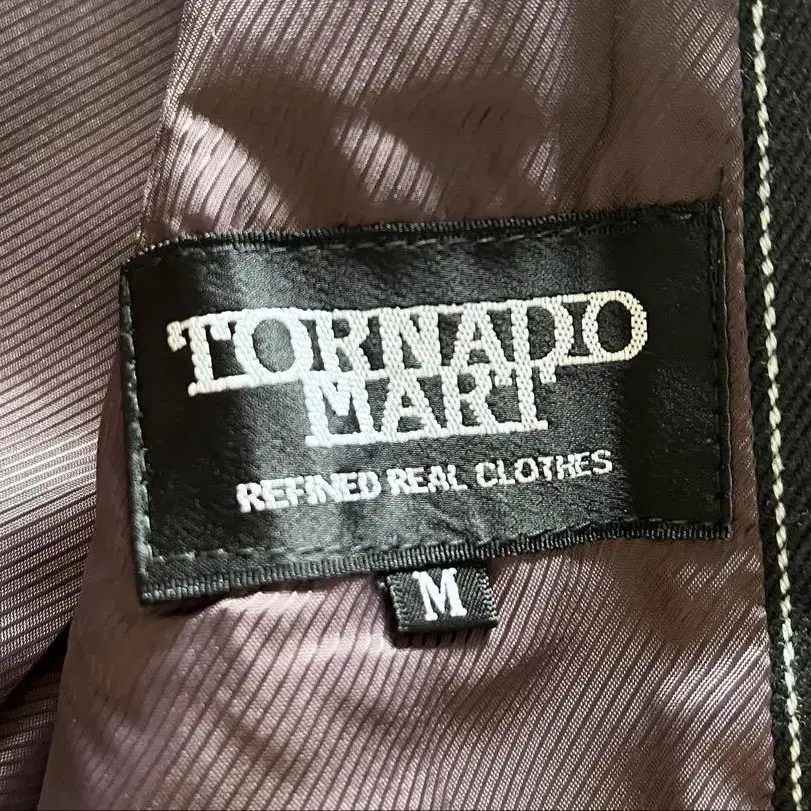 TORNADO
MART
REFINED REAL CLOTHES
M